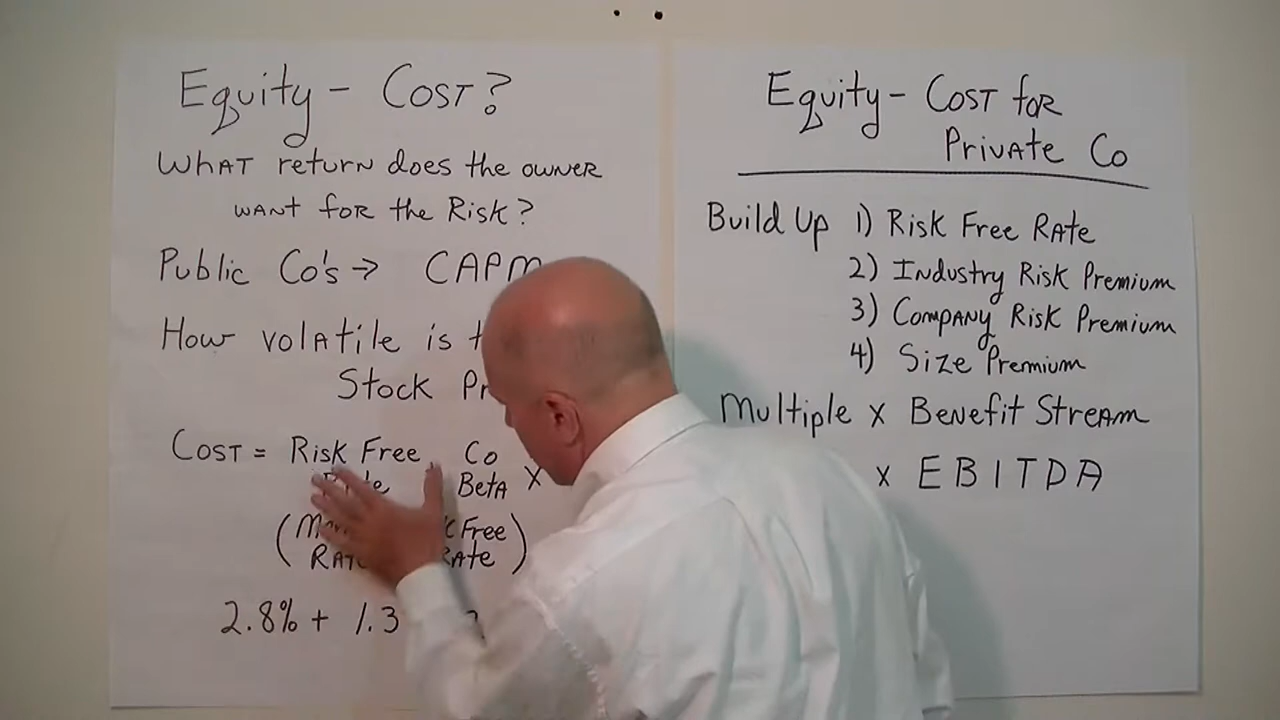 Equity - Cost?
What return does the owner
want for the Risk?
Public Co's → CAPM
How volatile is
Stock
Cost = Risk Free Co
Beta x
( Free )
Rate
2.8% + 1.3
Equity - Cost for
Private Co
Build Up 1) Risk Free Rate
2) Industry Risk Premium
3) Company Risk Premium
4) Size Premium
Multiple x Benefit Stream
x EBITDA